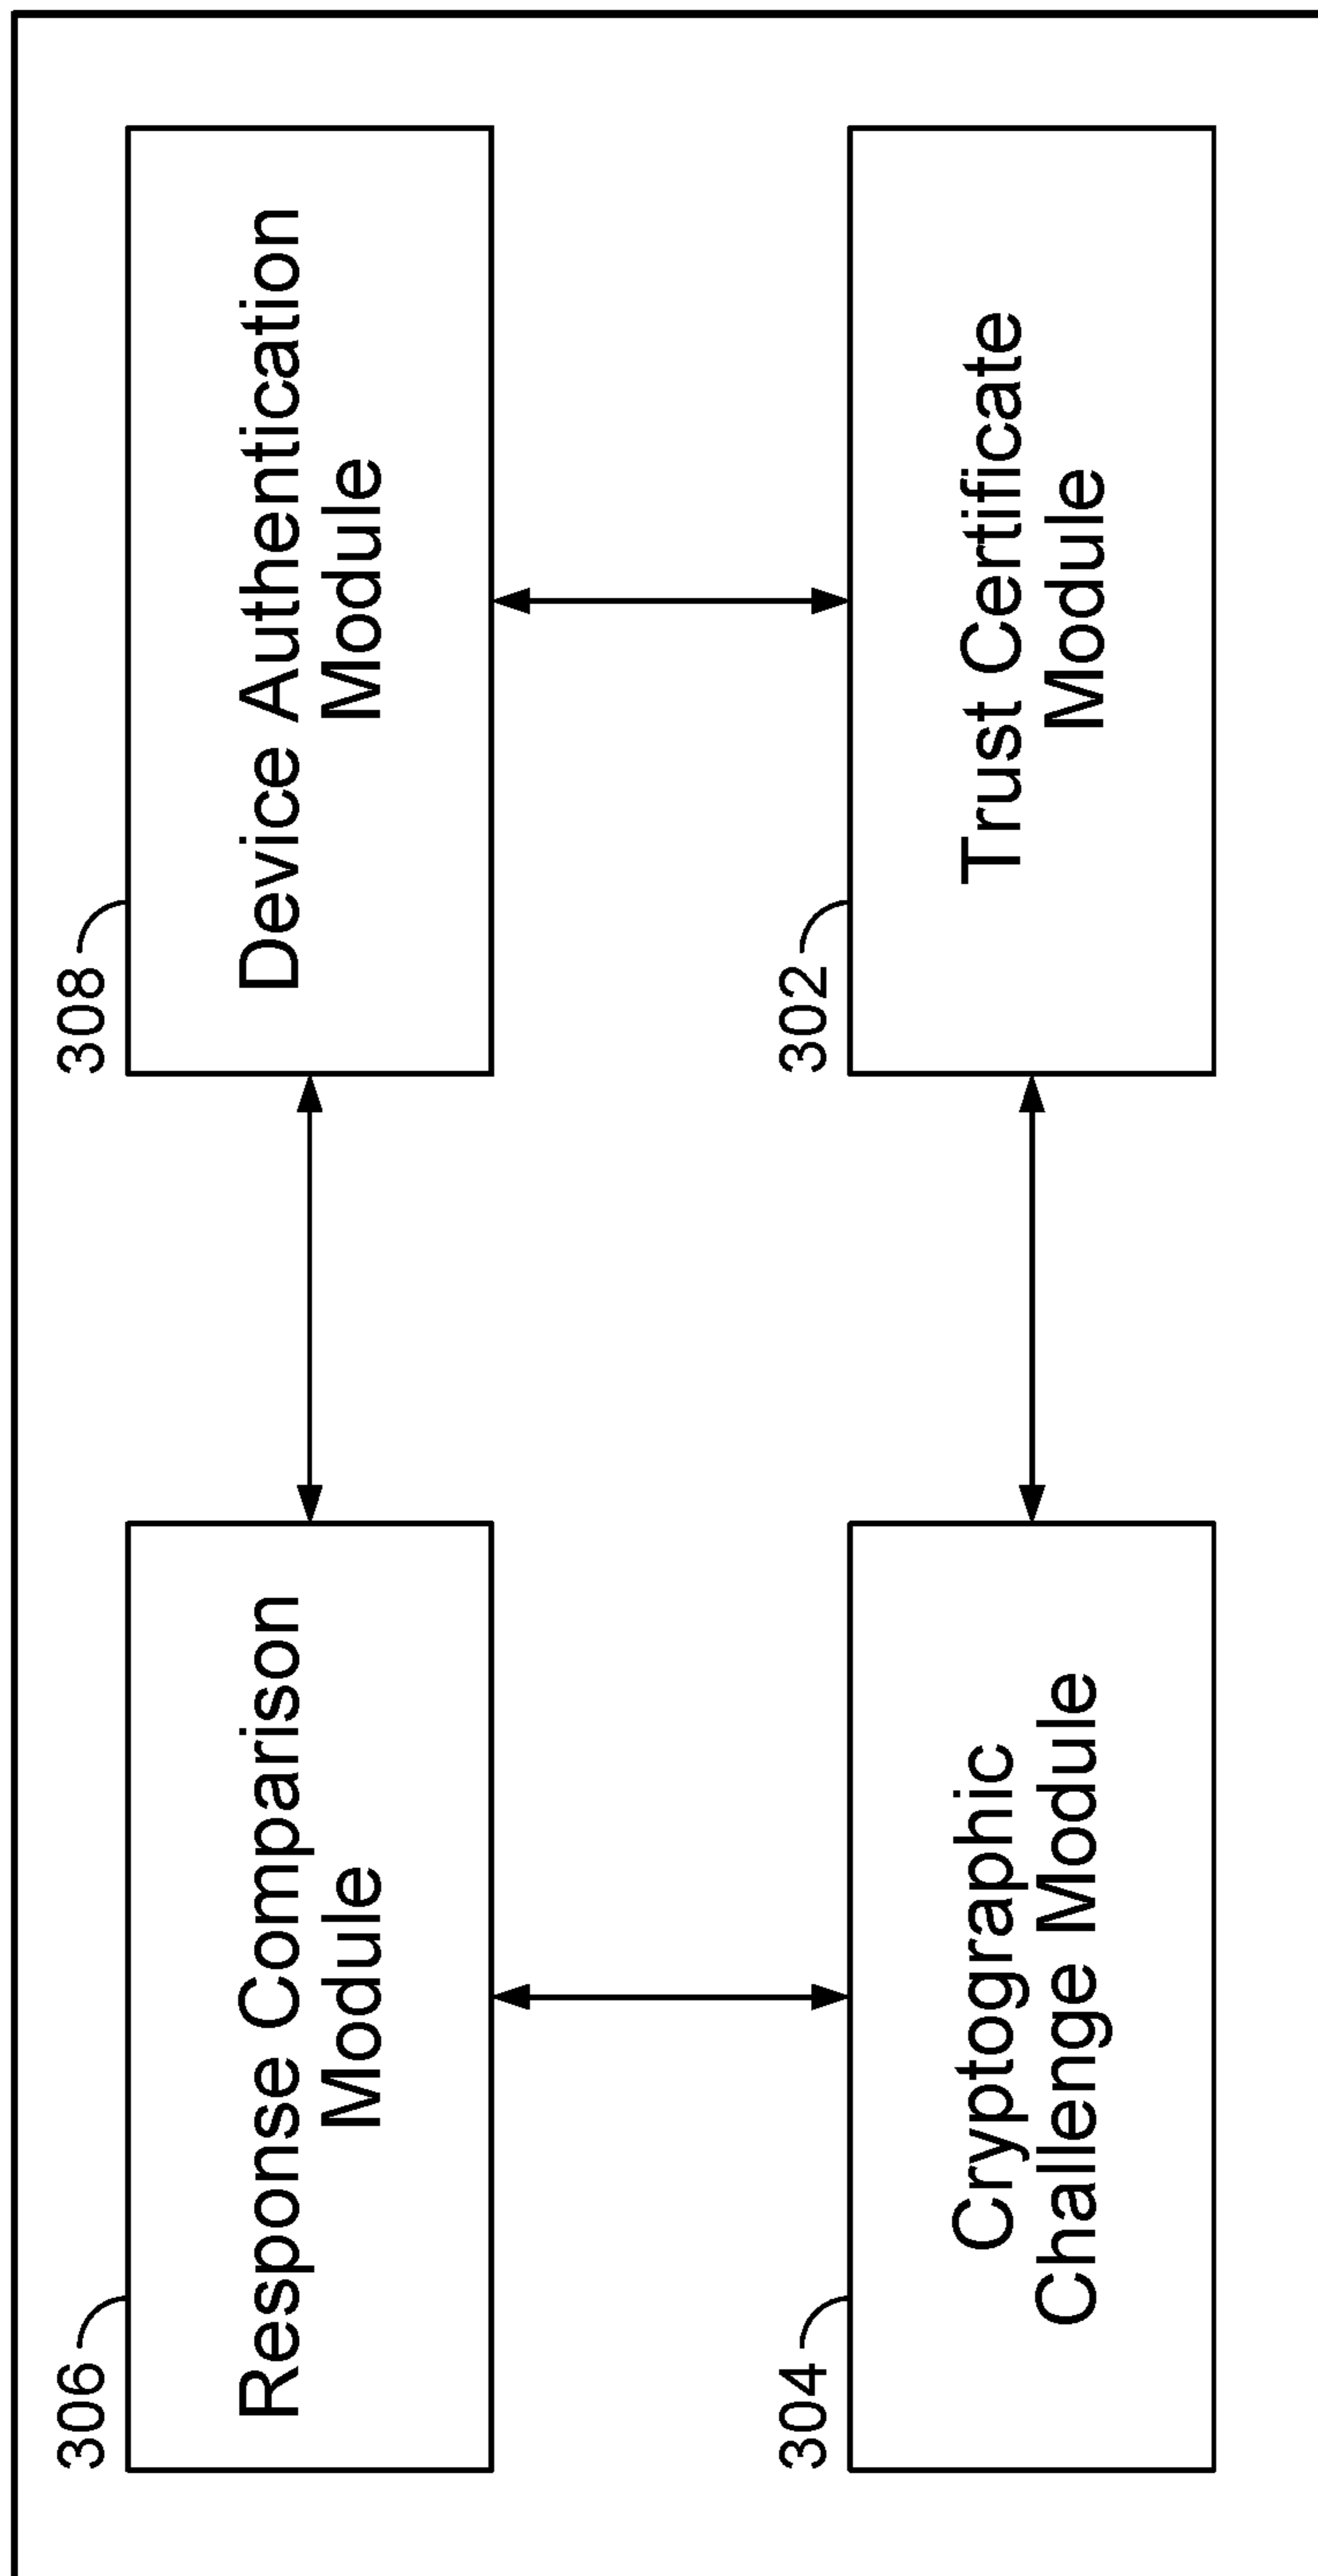 306
Response Comparison
Module
308
Device Authentication
Module
304
Cryptographic
Challenge Module
302
Trust Certificate
Module